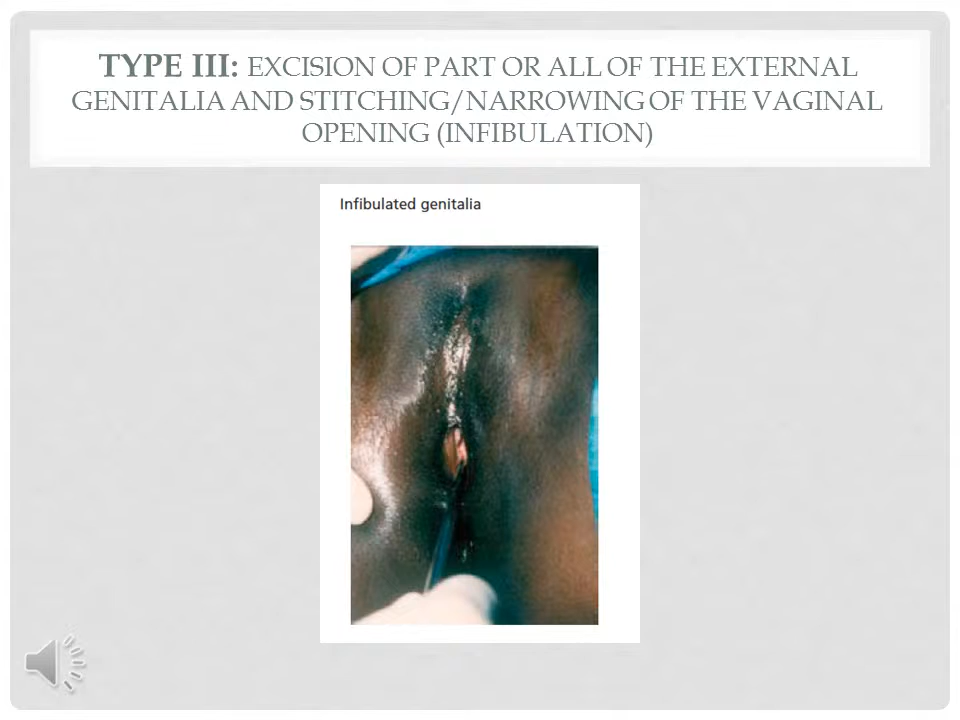 TYPE III: EXCISION OF PART OR ALL OF THE EXTERNAL
GENITALIA AND STITCHING/NARROWING OF THE VAGINAL
OPENING (INFIBULATION)
Infibulated genitalia